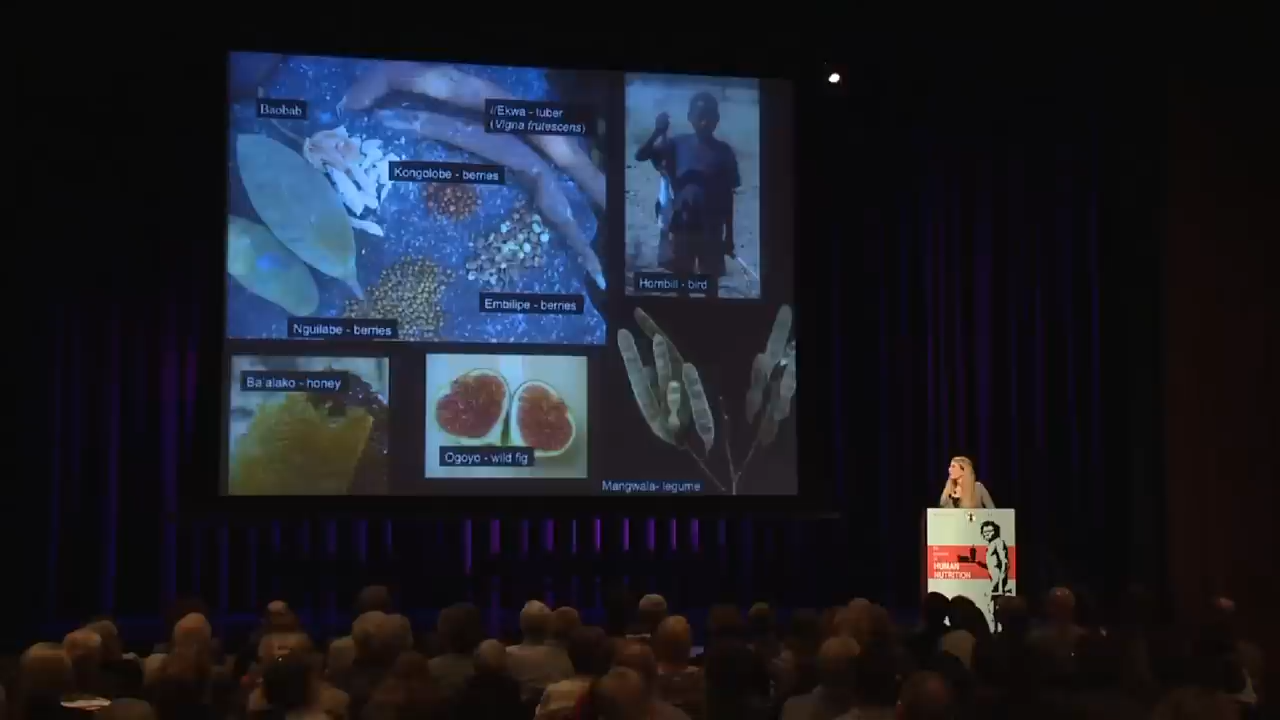 Baobab
//Ekwa - tuber
(Vigna frutescens)
Kongolobe - berries
Embilipe - berries
Nguilabe - berries
Hornbill - bird
Ba'alako - honey
Ogoyo - wild fig
Mangwala- legume
HUMAN
NUTRITION